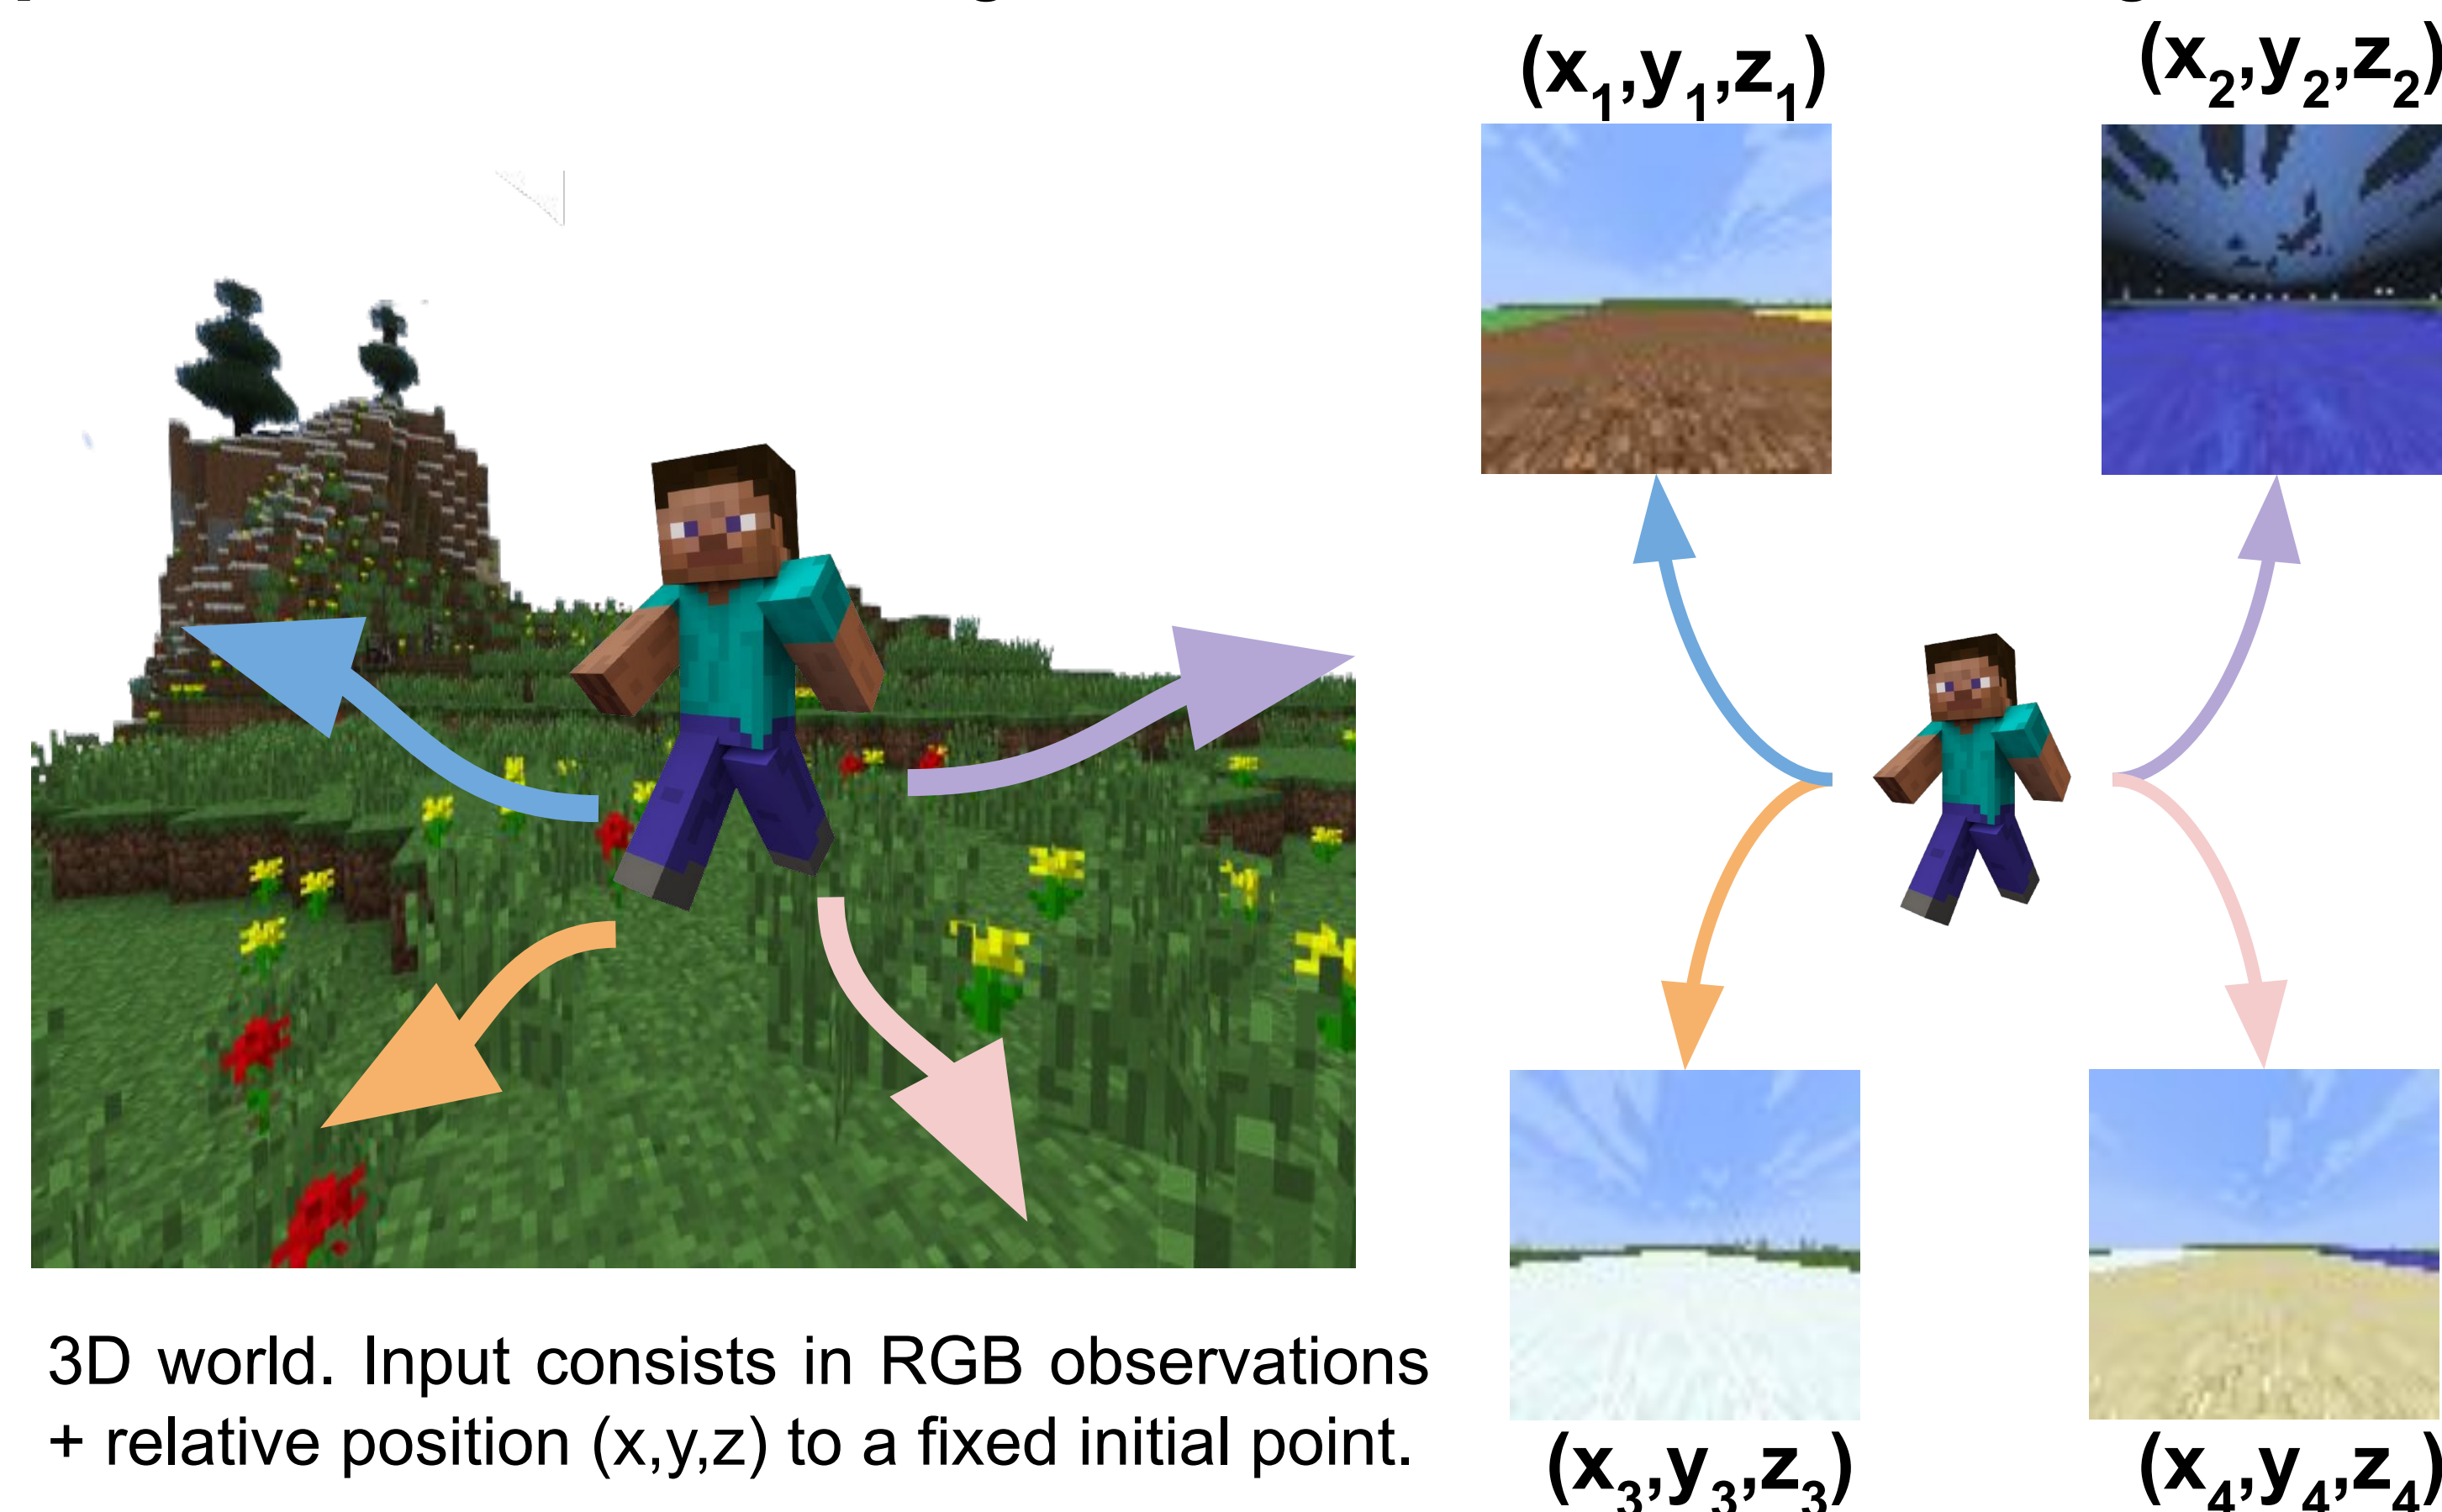 (x₁,y₁,z₁)
(x₂,y₂,z₂)
3D world. Input consists in RGB observations
+ relative position (x,y,z) to a fixed initial point.
(x₃,y₃,z₃)
(x₄,y₄,z₄)